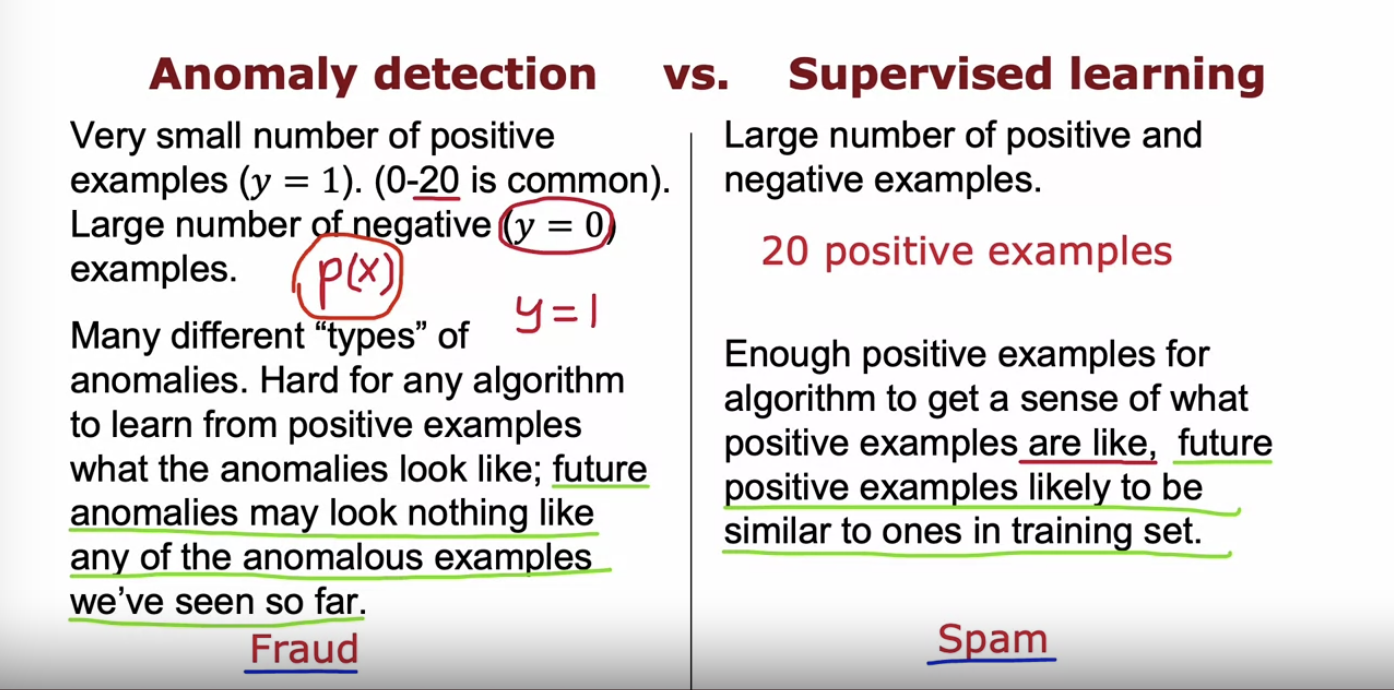 Anomaly detection vs. Supervised learning
Very small number of positive
examples (y = 1). (0-20 is common).
Large number of negative (y = 0)
examples.
p(x)
y=1
Many different “types” of
anomalies. Hard for any algorithm
to learn from positive examples
what the anomalies look like; future
anomalies may look nothing like
any of the anomalous examples
we’ve seen so far.
Fraud
Large number of positive and
negative examples.
20 positive examples
Enough positive examples for
algorithm to get a sense of what
positive examples are like, future
positive examples likely to be
similar to ones in training set.
Spam